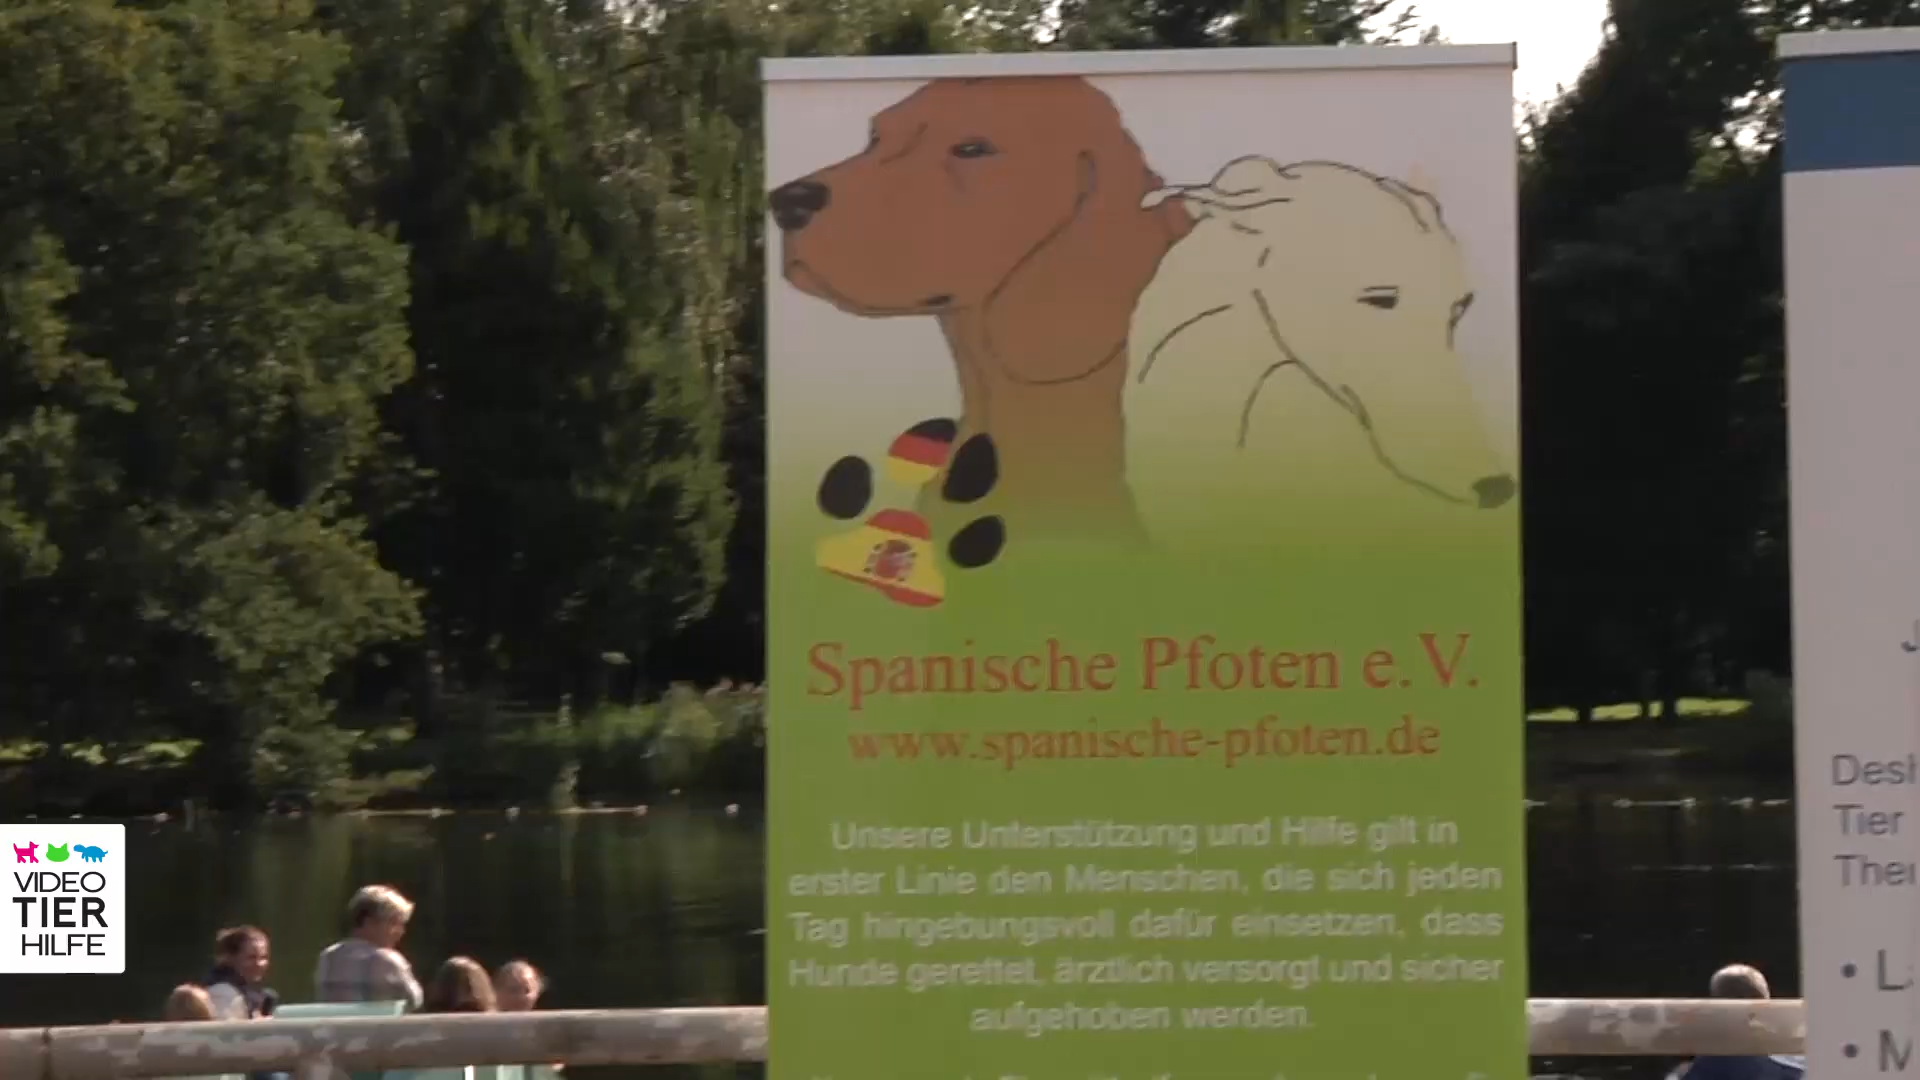 Spanische Pfoten e.V.
www.spanische-pfoten.de
Unsere Unterstützung und Hilfe gilt in
erster Linie den Menschen, die sich jeden
Tag hingebungsvoll dafür einsetzen, dass
Hunde gerettet, ärztlich versorgt und sicher
aufgehoben werden.
Tier
VIDEO
TIER
HILFE